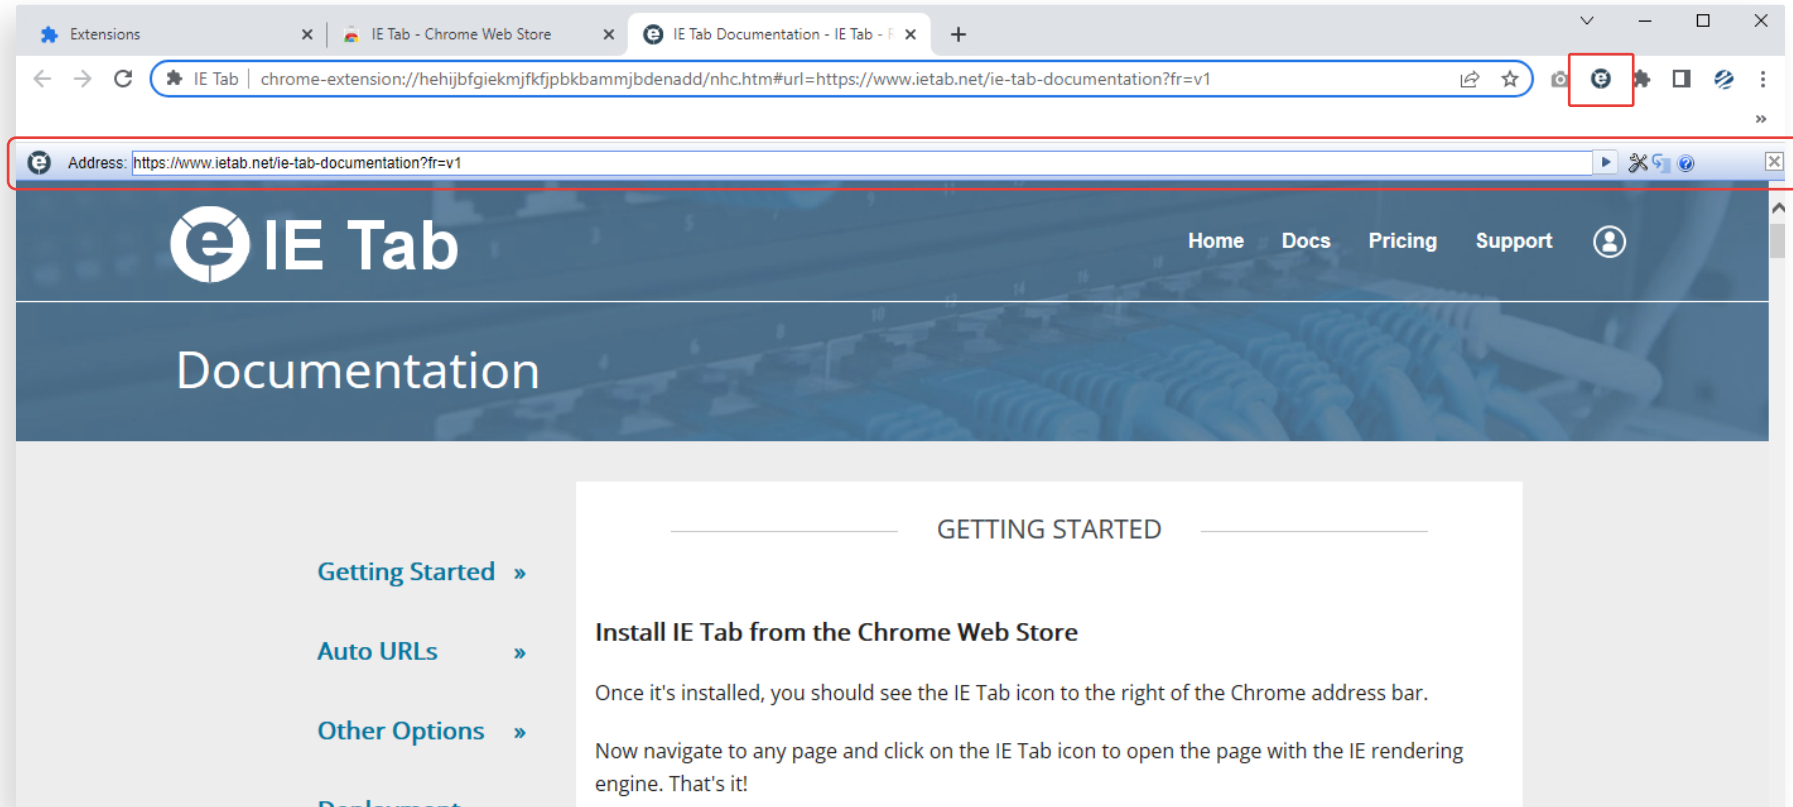 Extensions
IE Tab - Chrome Web Store
IE Tab Documentation - IE Tab -
IE Tab
chrome-extension://hehijbfgiekmjfkfjpbkbammjbdenadd/nhc.htm#url=https://www.ietab.net/ie-tab-documentation?fr=v1
»
Address: https://www.ietab.net/ie-tab-documentation?fr=v1
IE Tab
Home Docs Pricing Support
Documentation
GETTING STARTED
Getting Started »
Auto URLs »
Other Options »
Deployment
Install IE Tab from the Chrome Web Store
Once it's installed, you should see the IE Tab icon to the right of the Chrome address bar.
Now navigate to any page and click on the IE Tab icon to open the page with the IE rendering
engine. That's it!